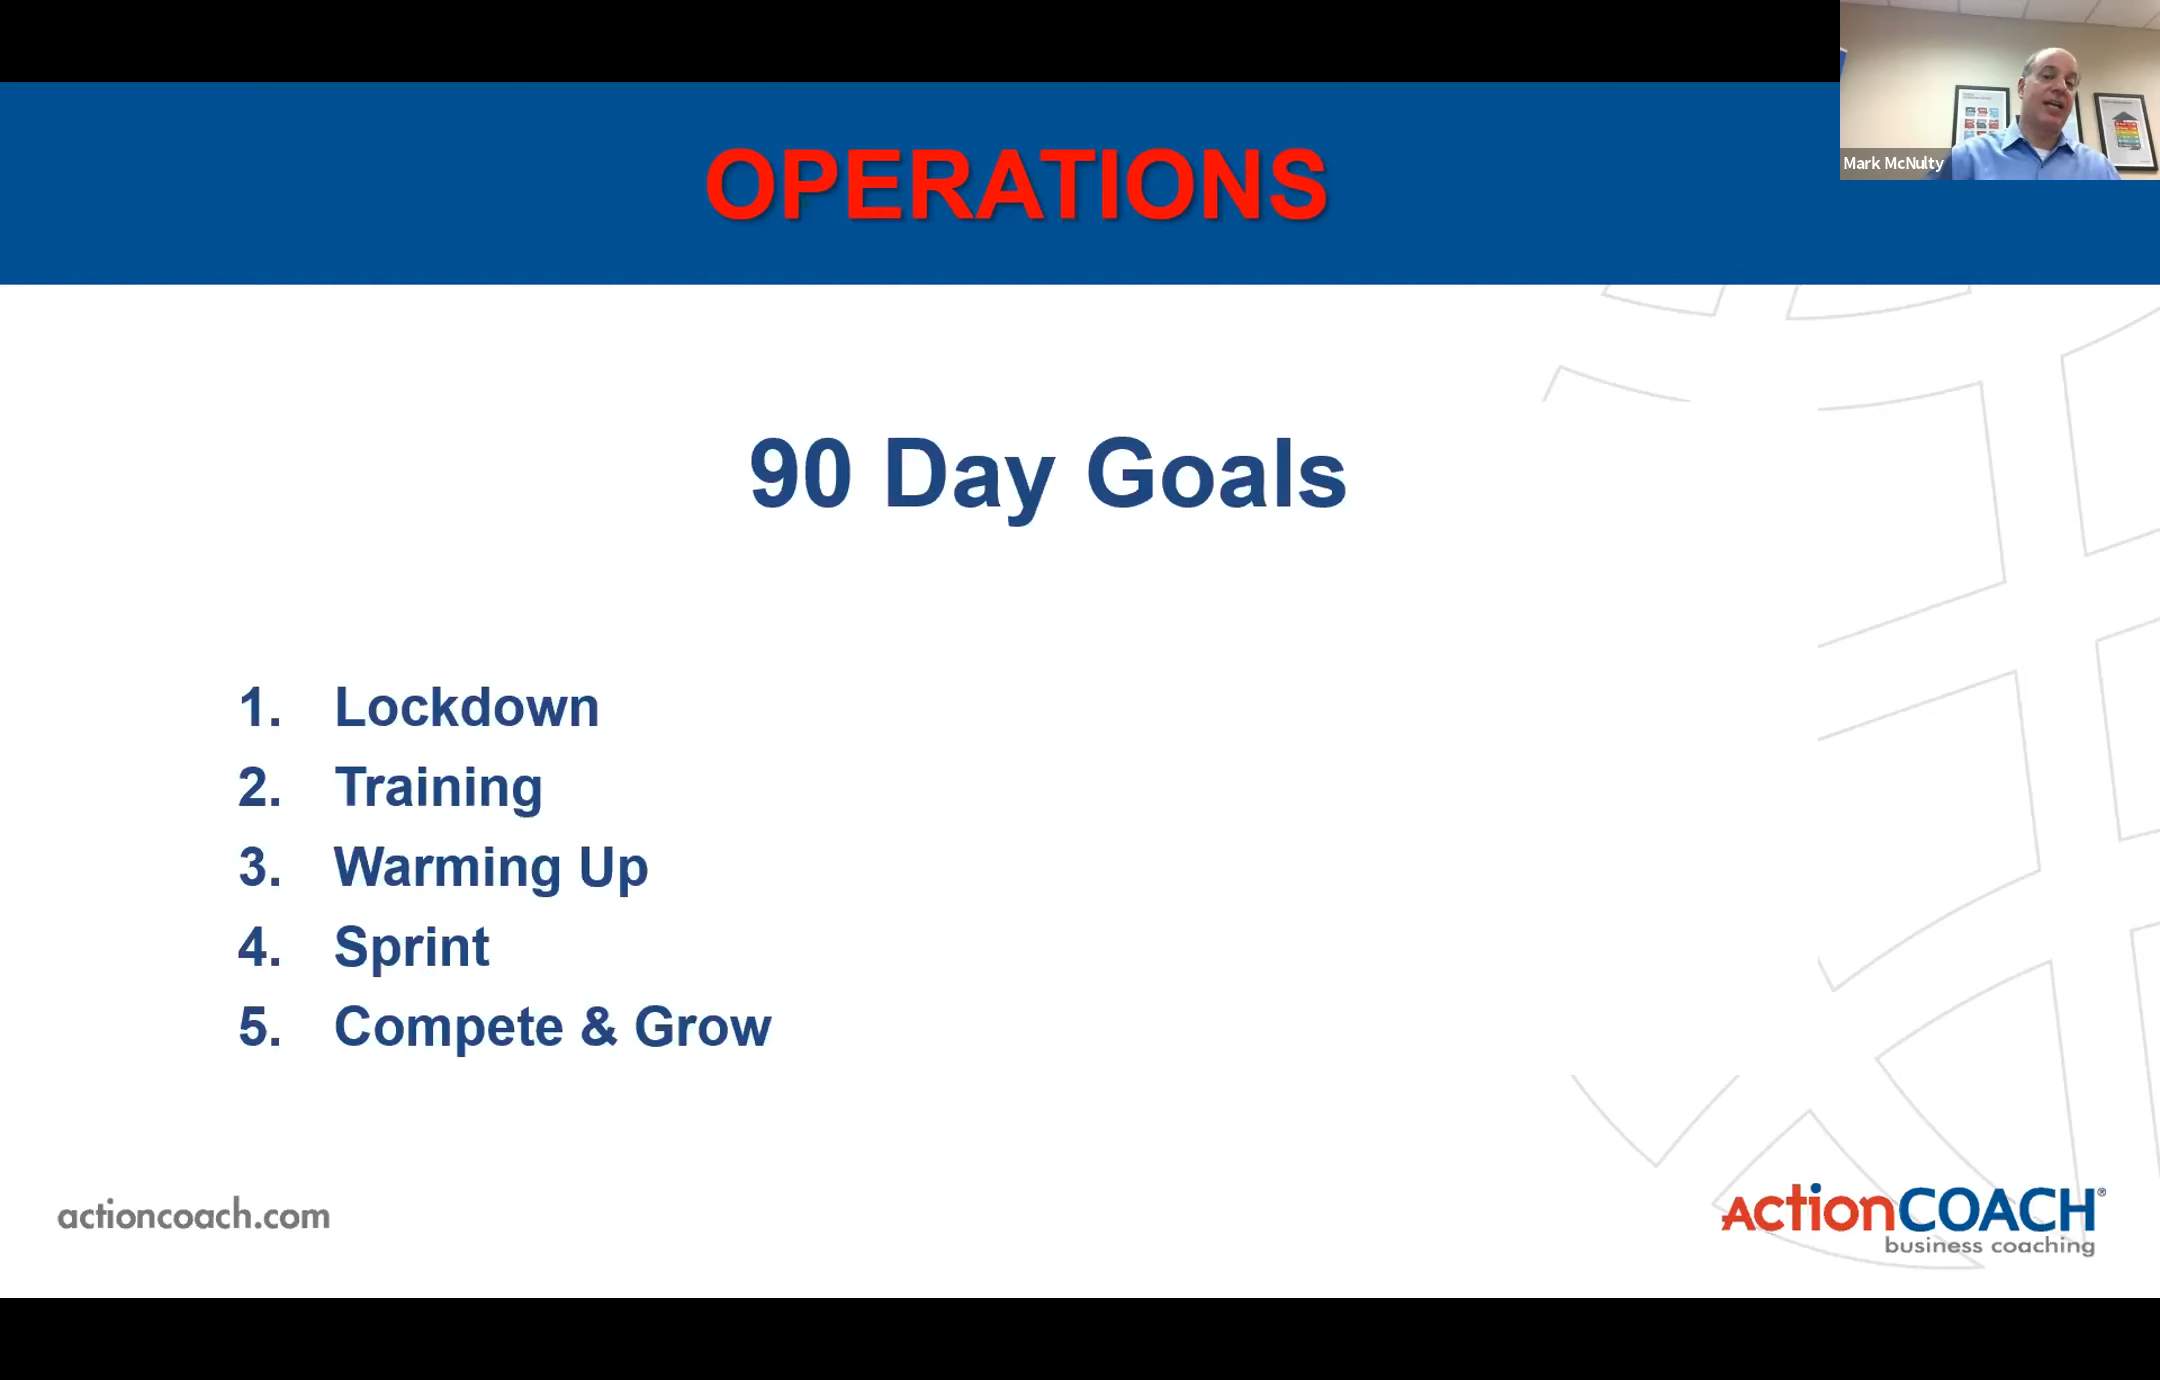 OPERATIONS
Mark McNulty
90 Day Goals
1. Lockdown
2. Training
3. Warming Up
4. Sprint
5. Compete & Grow
actioncoach.com
ActionCOACH®
business coaching